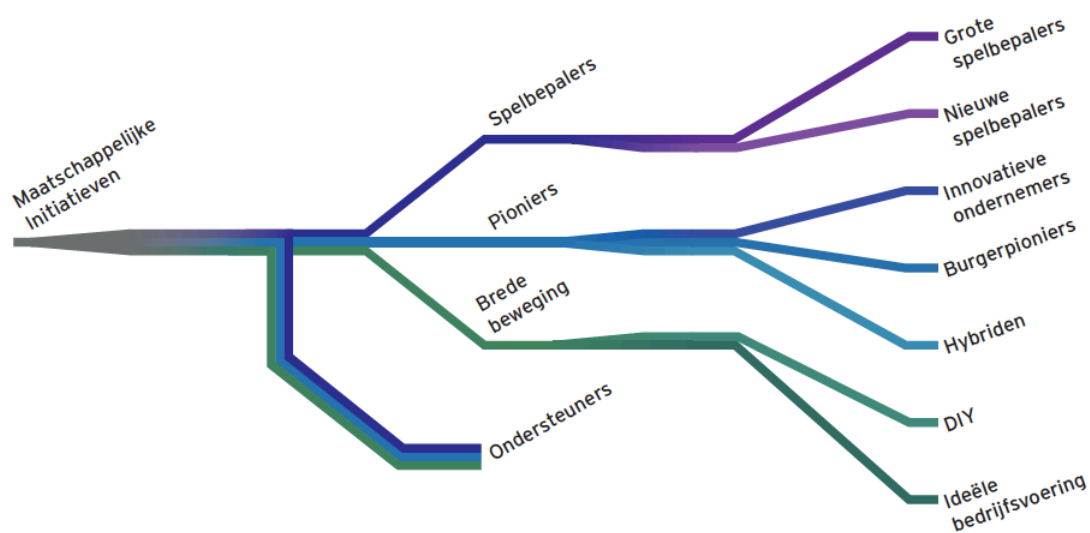 Maatschappelijke
Initiatieven
Spelbepalers
Pioniers
Brede
beweging
Ondersteuners
Grote
spelbepalers
Nieuwe
spelbepalers
Innovatieve
ondernemers
Burgerpioniers
Hybriden
DIY
Ideële
bedrijfsvoering